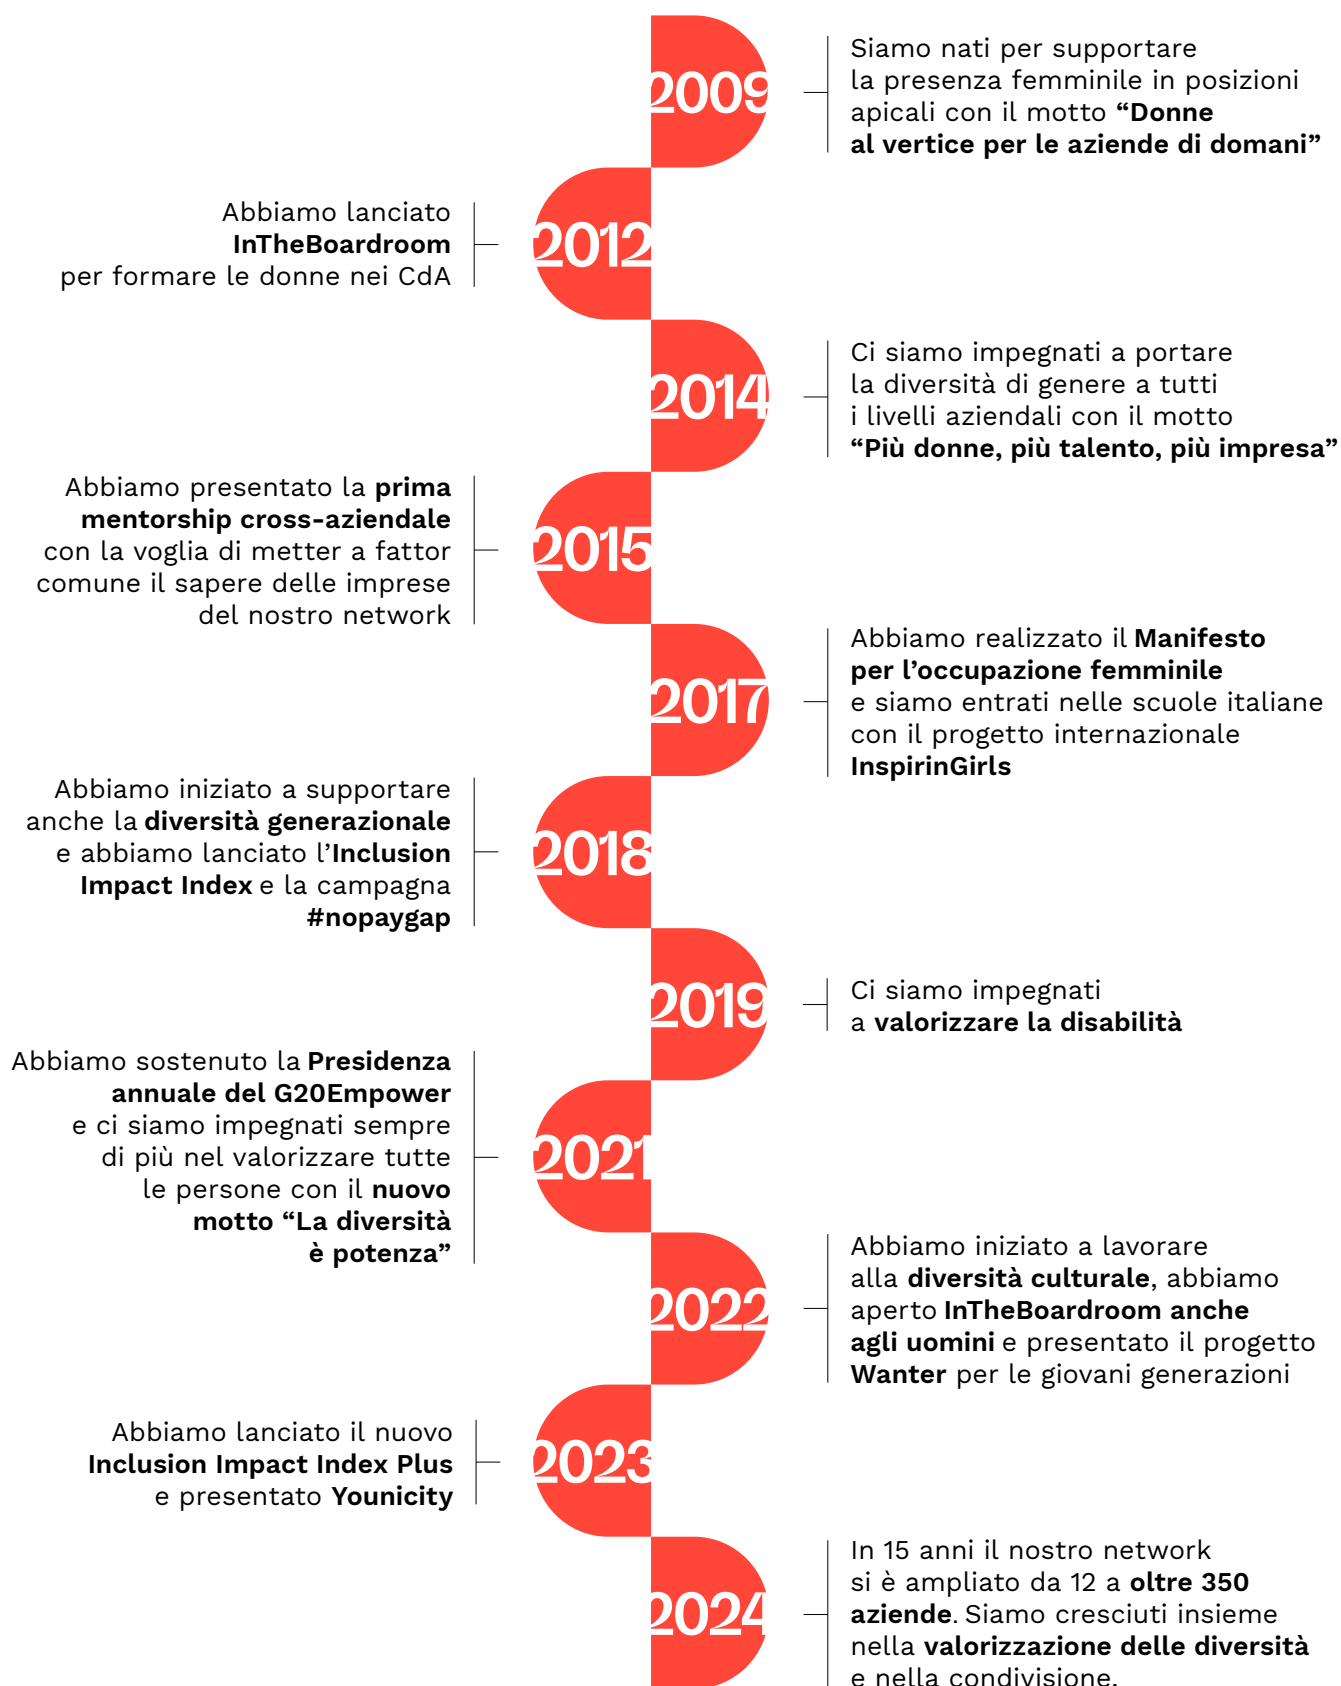 2009
Siamo nati per supportare
la presenza femminile in posizioni
apicali con il motto “Donne
al vertice per le aziende di domani”
2012
Abbiamo lanciato
InTheBoardroom
per formare le donne nei CdA
2014
Ci siamo impegnati a portare
la diversità di genere a tutti
i livelli aziendali con il motto
“Più donne, più talento, più impresa”
2015
Abbiamo presentato la prima
mentorship cross-aziendale
con la voglia di metter a fattor
comune il sapere delle imprese
del nostro network
2017
Abbiamo realizzato il Manifesto
per l’occupazione femminile
e siamo entrati nelle scuole italiane
con il progetto internazionale
InspirinGirls
2018
Abbiamo iniziato a supportare
anche la diversità generazionale
e abbiamo lanciato l’Inclusion
Impact Index e la campagna
#nopaygap
2019
Ci siamo impegnati
a valorizzare la disabilità
2021
Abbiamo sostenuto la Presidenza
annuale del G20Empower
e ci siamo impegnati sempre
di più nel valorizzare tutte
le persone con il nuovo
motto “La diversità
è potenza”
2022
Abbiamo iniziato a lavorare
alla diversità culturale, abbiamo
aperto InTheBoardroom anche
agli uomini e presentato il progetto
Wanter per le giovani generazioni
2023
Abbiamo lanciato il nuovo
Inclusion Impact Index Plus
e presentato Younicity
2024
In 15 anni il nostro network
si è ampliato da 12 a oltre 350
aziende. Siamo cresciuti insieme
nella valorizzazione delle diversità
e nella condivisione.